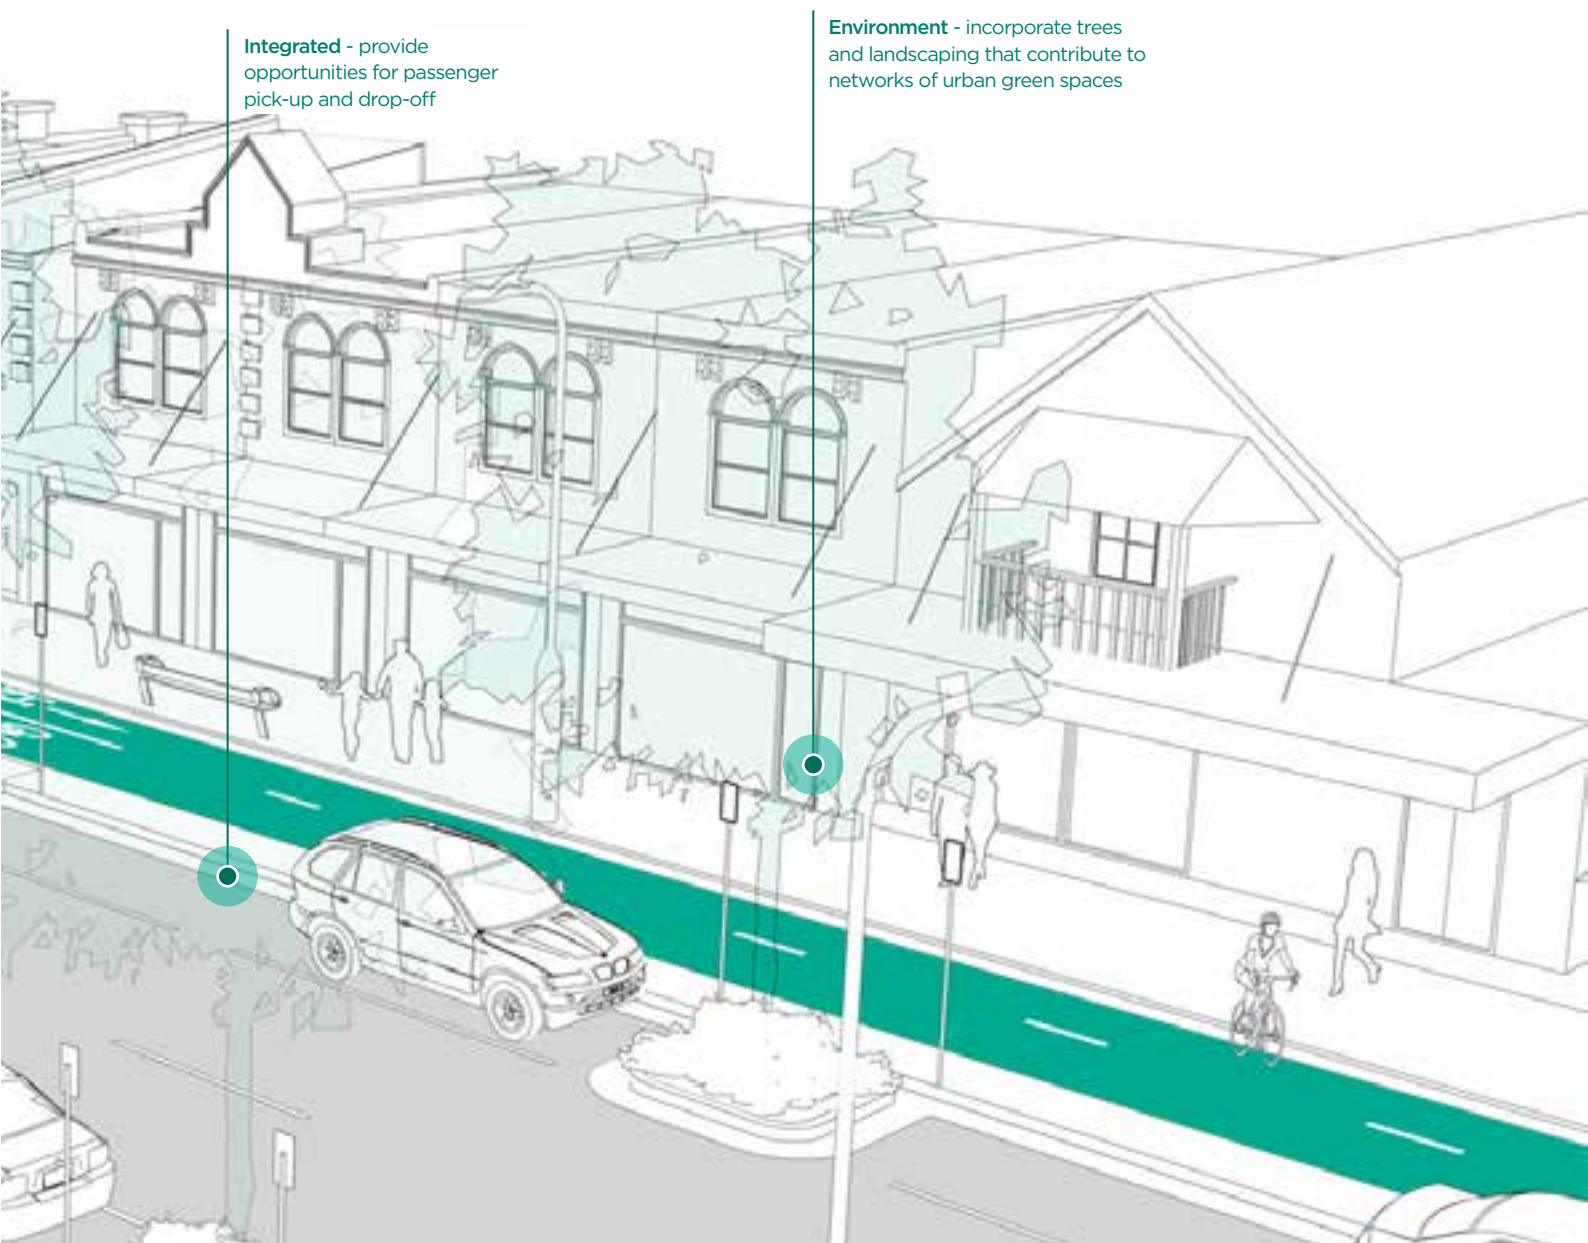 Integrated - provide
opportunities for passenger
pick-up and drop-off
Environment - incorporate trees
and landscaping that contribute to
networks of urban green spaces